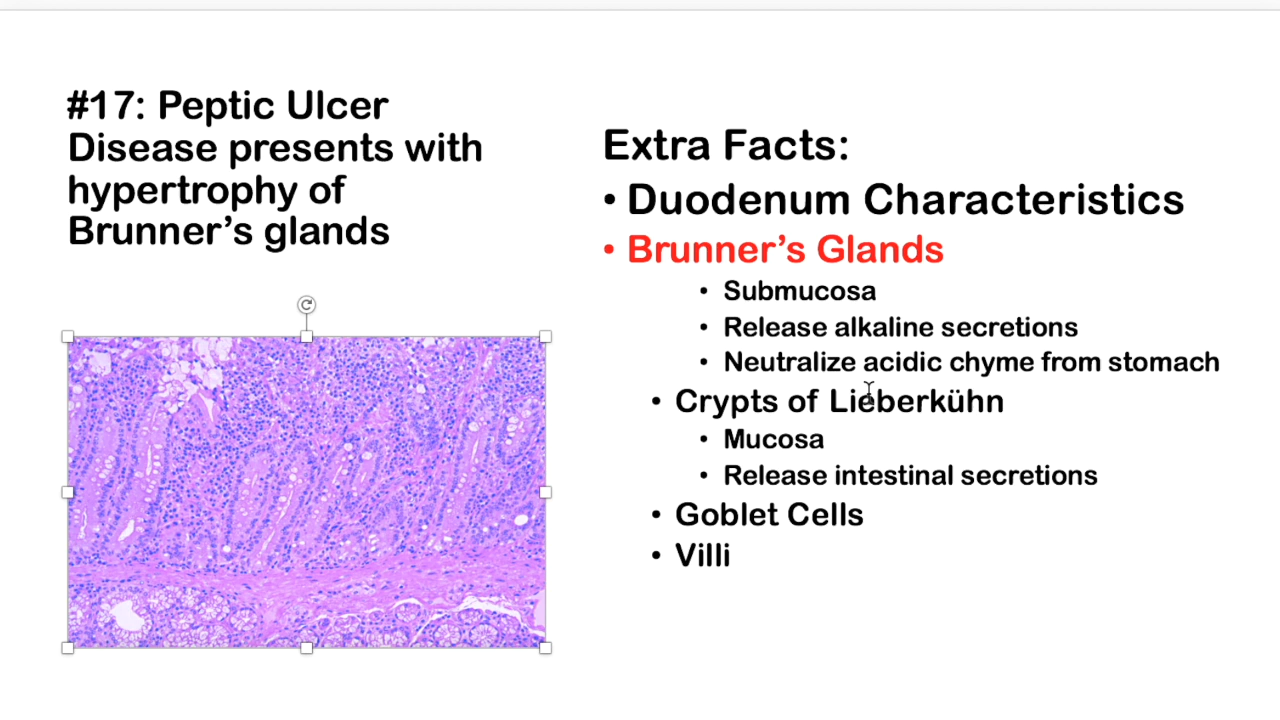 #17: Peptic Ulcer
Disease presents with
hypertrophy of
Brunner’s glands
Extra Facts:
• Duodenum Characteristics
• Brunner’s Glands
• Submucosa
• Release alkaline secretions
• Neutralize acidic chyme from stomach
• Crypts of Lieberkühn
• Mucosa
• Release intestinal secretions
• Goblet Cells
• Villi